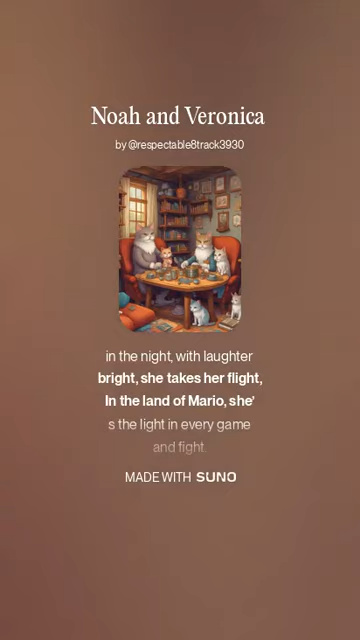 Noah and Veronica
by @respectable8track3930
in the night, with laughter
bright, she takes her flight,
In the land of Mario, she'
s the light in every game
and fight.
MADE WITH SUNO